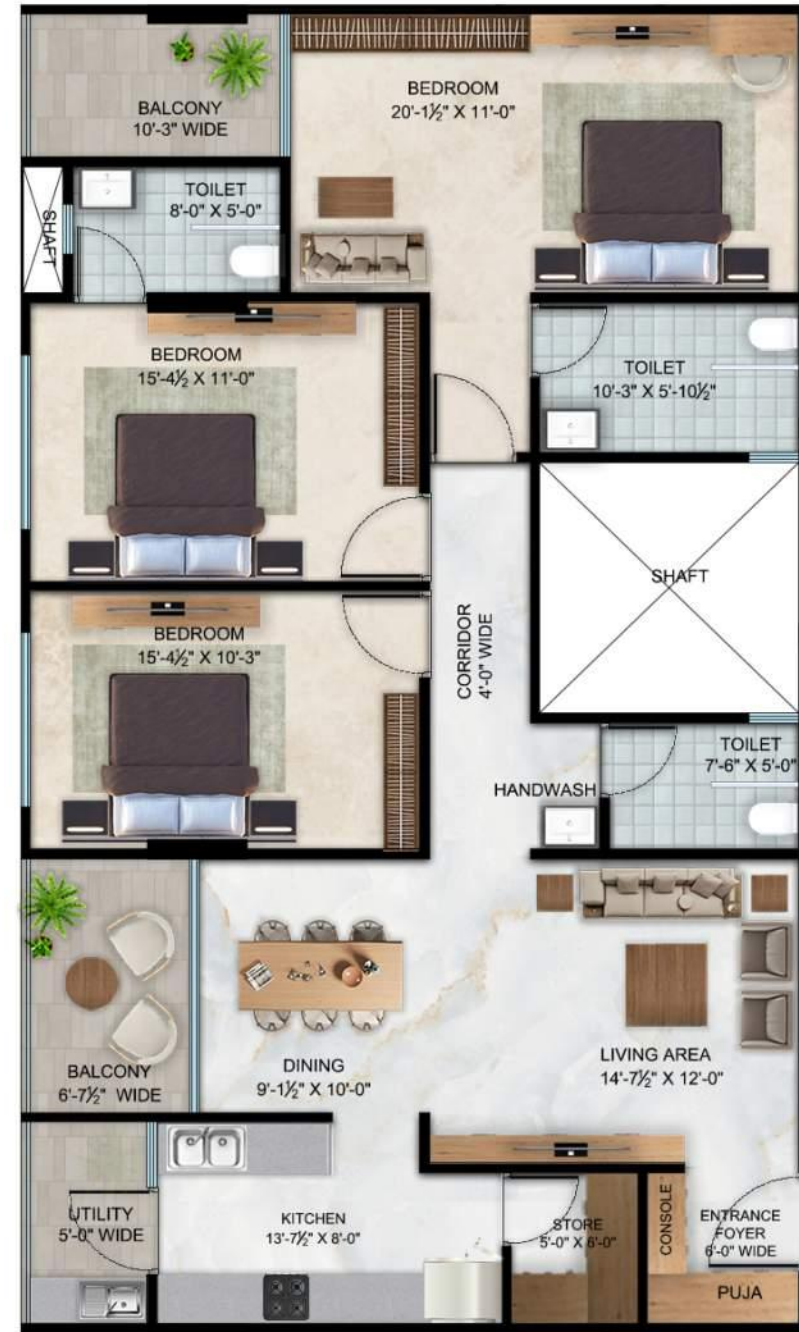 BALCONY
10'-3" WIDE
BEDROOM
20'-1½" X 11'-0"
SHAFT
TOILET
8'-0" X 5'-0"
BEDROOM
15'-4½ X 11'-0"
TOILET
10'-3" X 5'-10½"
SHAFT
BEDROOM
15'-4½" X 10'-3"
CORRIDOR
4'-0" WIDE
TOILET
7'-6" X 5'-0"
HANDWASH
BALCONY
6'-7½" WIDE
DINING
9'-1½" X 10'-0"
LIVING AREA
14'-7½" X 12'-0"
UTILITY
5'-0" WIDE
KITCHEN
13'-7½" X 8'-0"
STORE
5'-0" X 6'-0"
CONSOLE
ENTRANCE
FOYER
6'-0" WIDE
PUJA